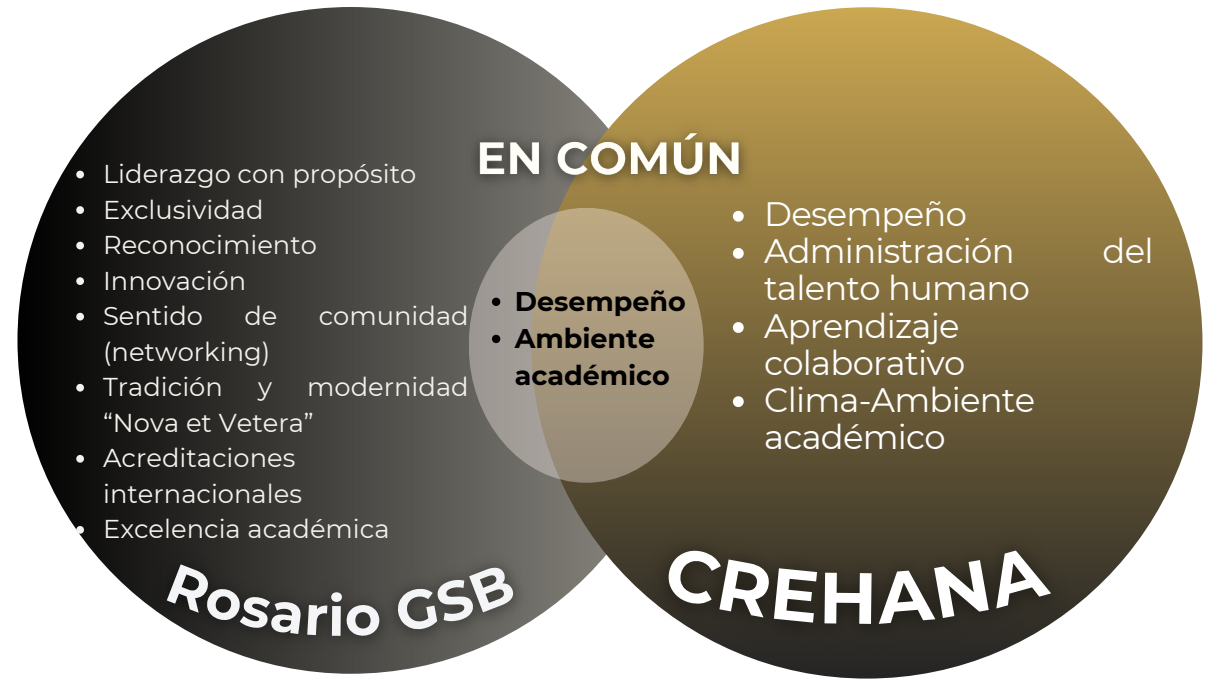 EN COMÚN
• Liderazgo con propósito
• Exclusividad
• Reconocimiento
• Innovación
• Sentido de comunidad
(networking)
• Tradición y modernidad
“Nova et Vetera”
• Acreditaciones
internacionales
• Excelencia académica
Rosario GSB
• Desempeño
• Ambiente
académico
• Desempeño
• Administración del
talento humano
• Aprendizaje
colaborativo
• Clima-Ambiente
académico
CREHANA